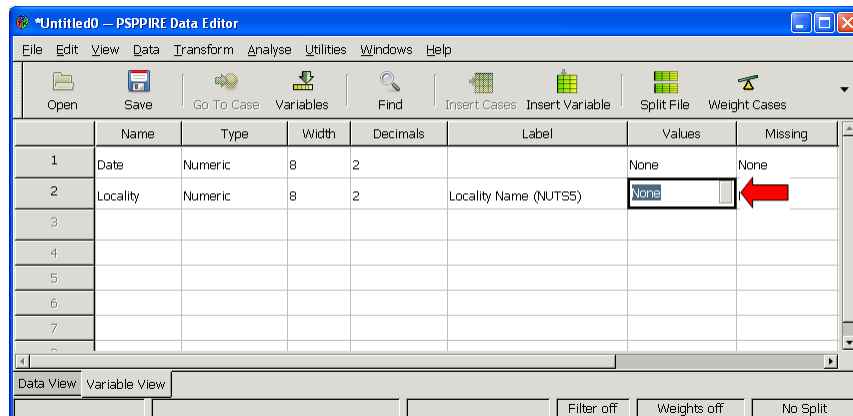 *Untitled0 — PSPPIRE Data Editor
File Edit View Data Transform Analyse Utilities Windows Help
Open Save Go To Case Variables Find Insert Cases Insert Variable Split File Weight Cases
Name Type Width Decimals Label Values Missing
1 Date Numeric 8 2 None None
2 Locality Numeric 8 2 Locality Name (NUTS5) None
3
4
5
6
7
Data View Variable View
Filter off Weights off No Split